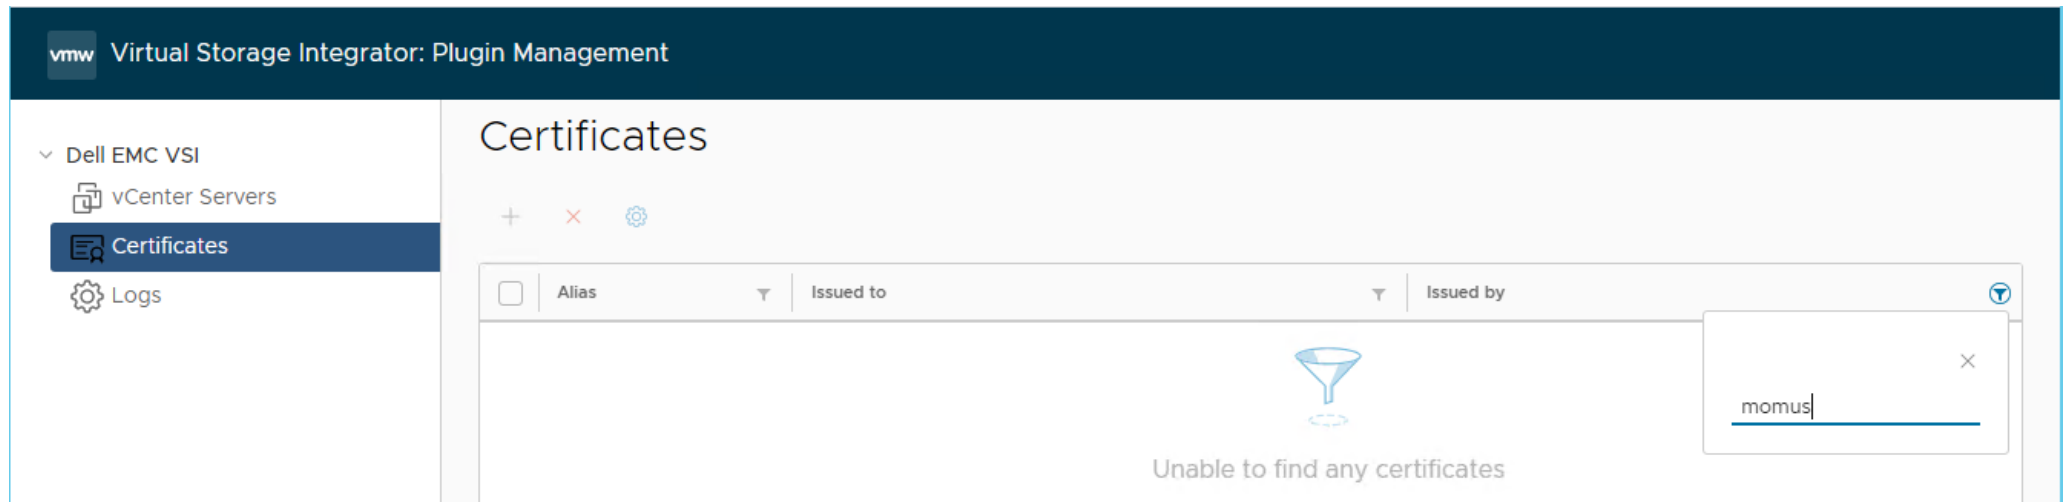 vmw Virtual Storage Integrator: Plugin Management
Dell EMC VSI
vCenter Servers
Certificates
Logs
Certificates
Alias Issued to Issued by
momus
Unable to find any certificates